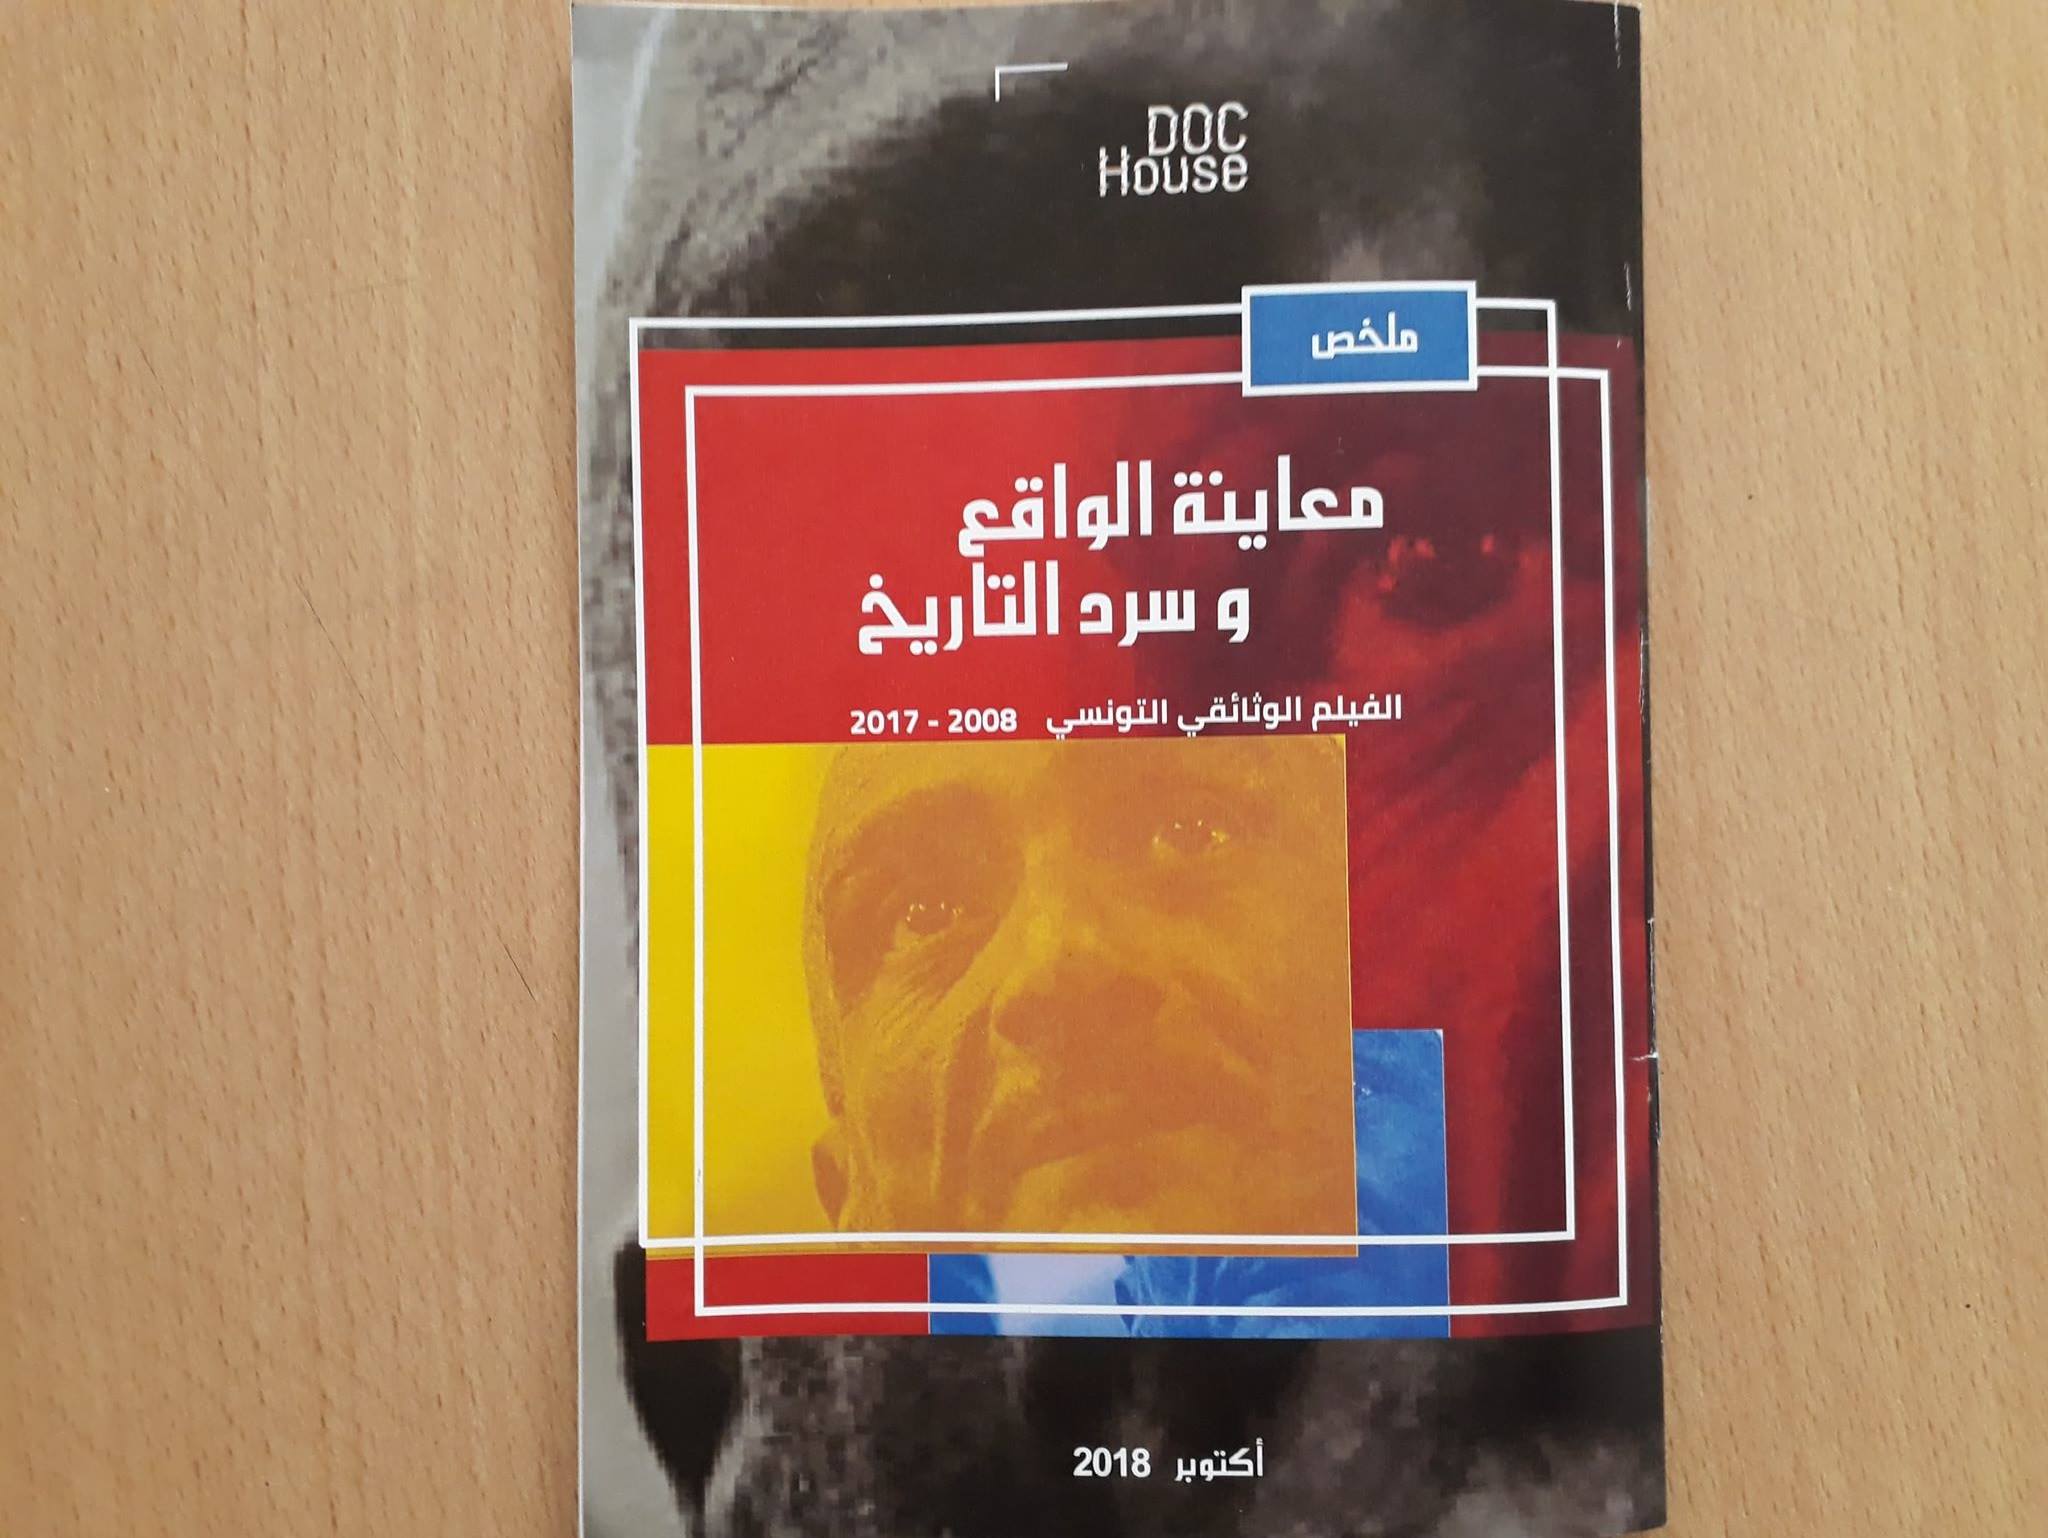 DOC
House
ملخص
معاينة الواقع
و سرد التاريخ
الفيلم الوثائقي التونسي 2008 - 2017
أكتوبر 2018